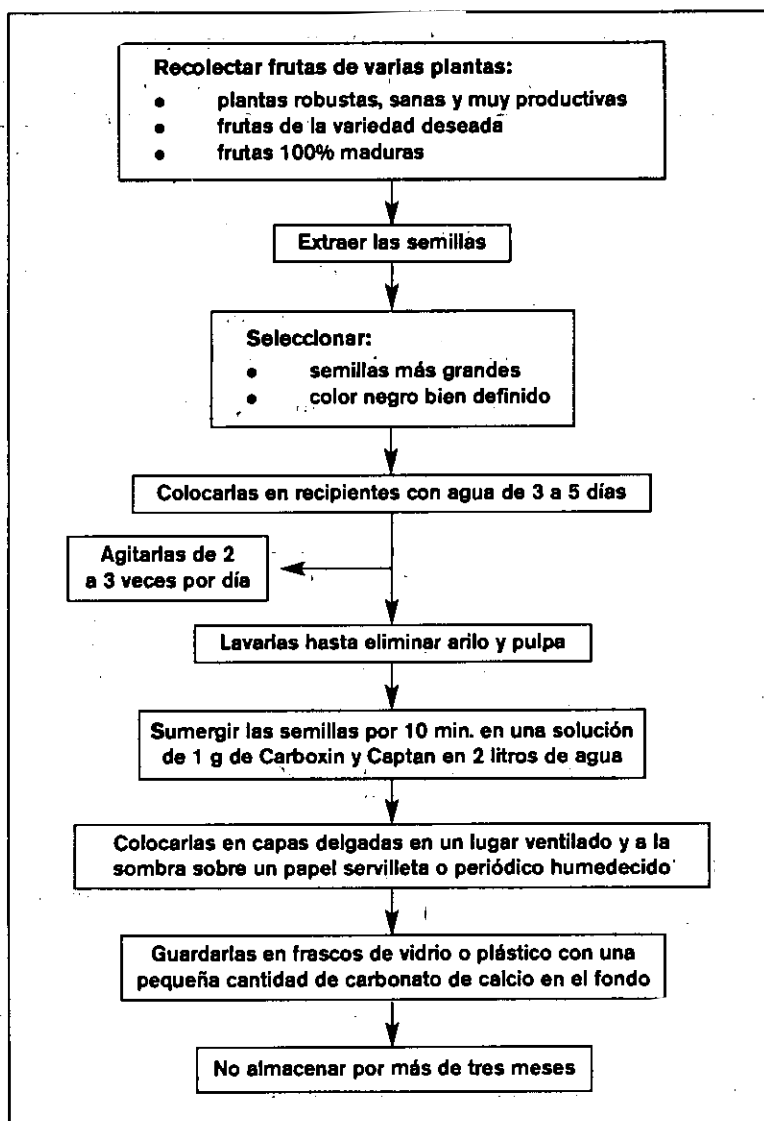 Recolectar frutas de varias plantas:
● plantas robustas, sanas y muy productivas
● frutas de la variedad deseada
● frutas 100% maduras
Extraer las semillas
Seleccionar:
● semillas más grandes
● color negro bien definido
Colocarlas en recipientes con agua de 3 a 5 días
Agitarlas de 2
a 3 veces por día
Lavarlas hasta eliminar arilo y pulpa
Sumergir las semillas por 10 min. en una solución
de 1 g de Carboxin y Captan en 2 litros de agua
Colocarlas en capas delgadas en un lugar ventilado y a la
sombra sobre un papel servilleta o periódico humedecido
Guardarlas en frascos de vidrio o plástico con una
pequeña cantidad de carbonato de calcio en el fondo
No almacenar por más de tres meses